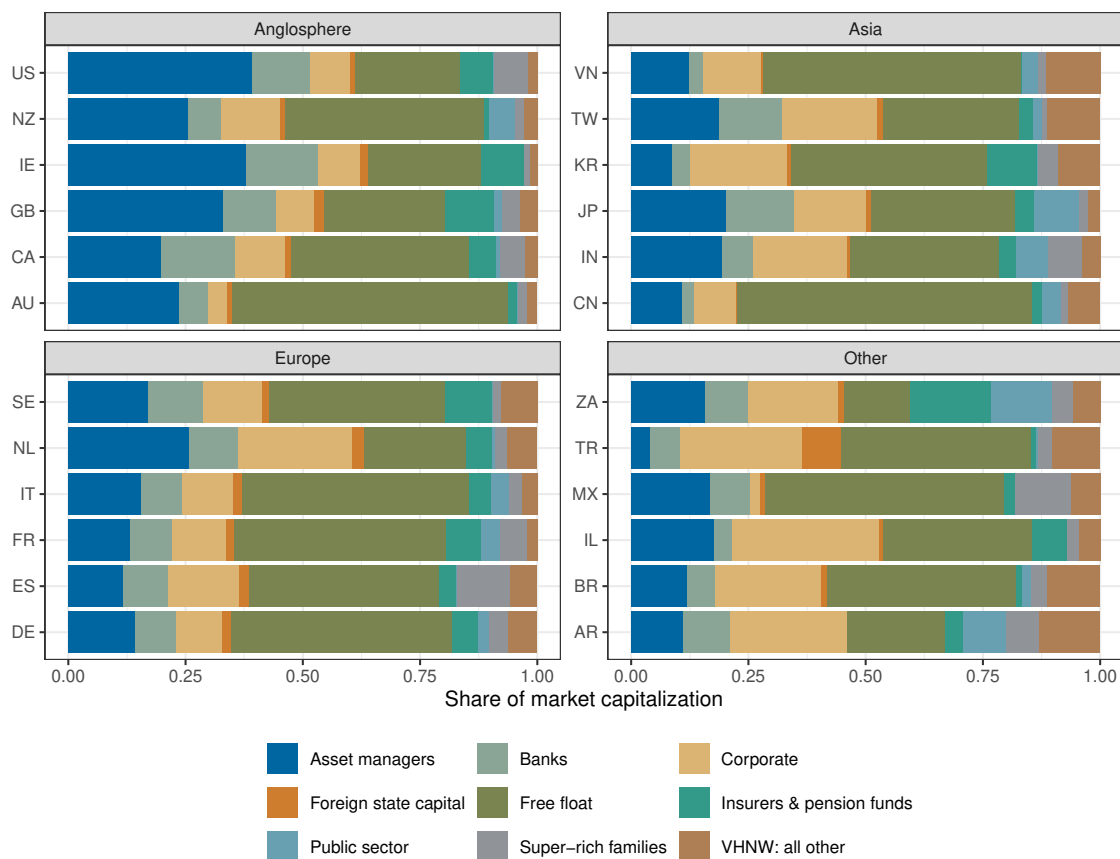 Anglosphere
US
NZ
IE
GB
CA
AU
Asia
VN
TW
KR
JP
IN
CN
Europe
SE
NL
IT
FR
ES
DE
0.00 0.25 0.50 0.75 1.00
Other
ZA
TR
MX
IL
BR
AR
0.00 0.25 0.50 0.75 1.00
Share of market capitalization
Asset managers Banks Corporate
Foreign state capital Free float Insurers & pension funds
Public sector Super−rich families VHNW: all other